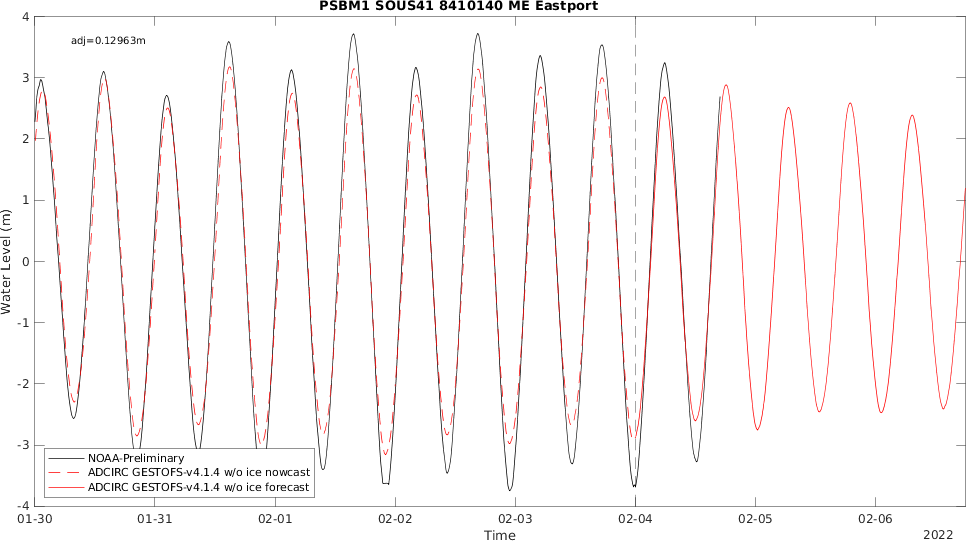 PSBM1 SOUS41 8410140 ME Eastport
adj=0.12963m
4
3
2
1
0
-1
-2
-3
-4
Water Level (m)
NOAA-Preliminary
ADCIRC GESTOFS-v4.1.4 w/o ice nowcast
ADCIRC GESTOFS-v4.1.4 w/o ice forecast
01-30 01-31 02-01 02-02 02-03 02-04 02-05 02-06
Time
2022